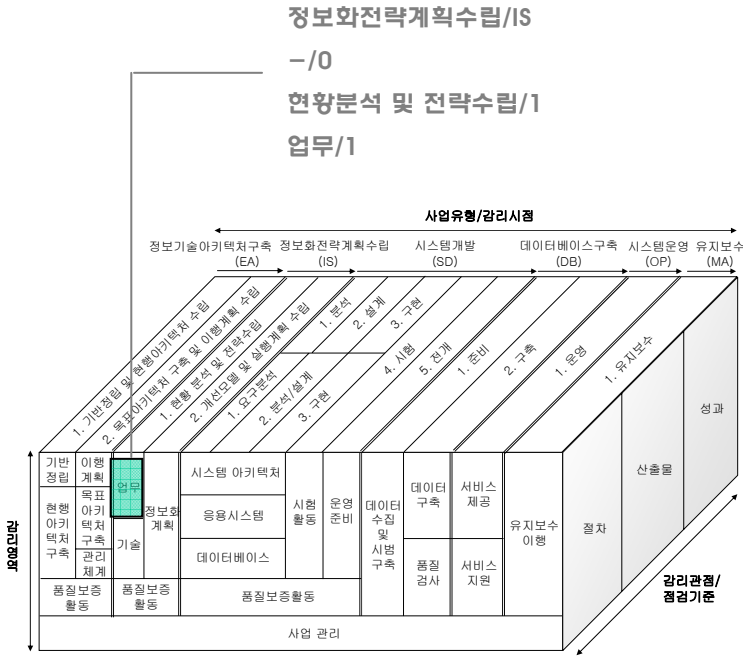 정보화전략계획수립/IS
-/0
현황분석 및 전략수립/1
업무/1
사업유형/감리시점
정보기술아키텍처구축
(EA)
정보화전략계획수립
(IS)
시스템개발
(SD)
데이터베이스구축
(DB)
시스템운영
(OP)
유지보수
(MA)
1. 기반정립 및 현행아키텍처 수립
2. 목표아키텍처 구축 및 이행계획 수립
1. 현황 분석 및 전략수립
2. 개선모델 및 실행계획 수립
1. 분석
2. 설계
3. 구현
1. 요구분석
2. 분석/설계
3. 구현
4. 시험
5. 전개
1. 준비
2. 구축
1. 운영
1. 유지보수
감리영역
기반
정립
이행
계획
업무
정보화
계획
현행
아키
텍처
구축
목표
아키
텍처
구축
관리
체계
기술
시스템 아키텍처
응용시스템
데이터베이스
시험
활동
운영
준비
데이터
수집
및
시범
구축
데이터
구축
품질
검사
서비스
제공
서비스
지원
유지보수
이행
품질보증
활동
품질보증
활동
품질보증활동
사업 관리
절차
산출물
성과
감리관점/
점검기준